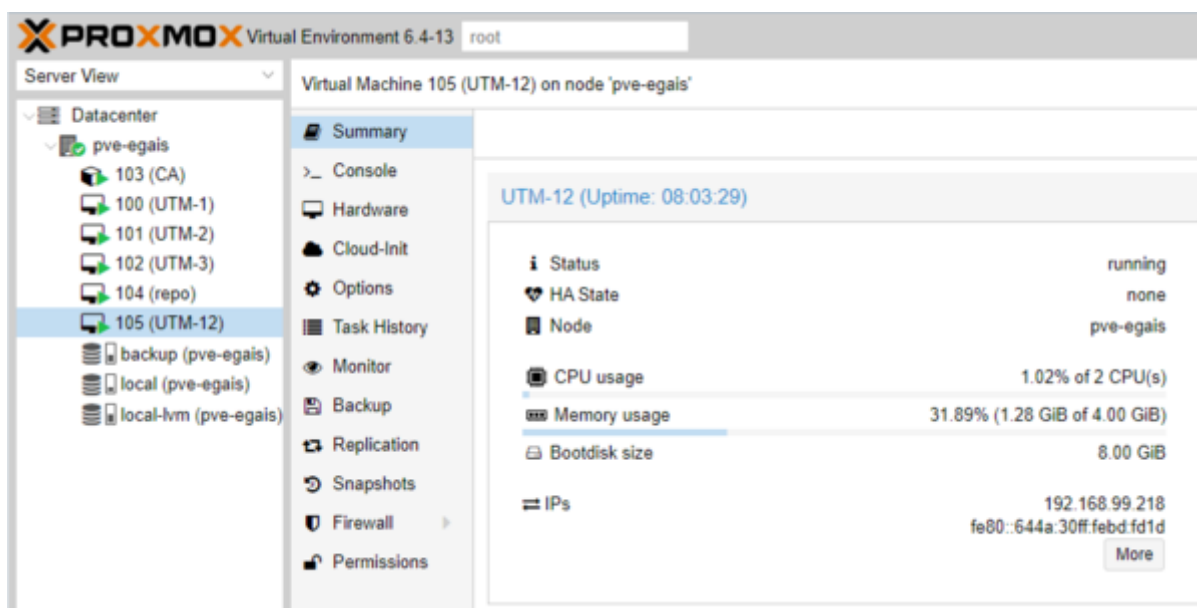 PROXMOX Virtual Environment 6.4-13 root
Server View
Datacenter
pve-egais
103 (CA)
100 (UTM-1)
101 (UTM-2)
102 (UTM-3)
104 (repo)
105 (UTM-12)
backup (pve-egais)
local (pve-egais)
local-lvm (pve-egais)
Virtual Machine 105 (UTM-12) on node 'pve-egais'
Summary
>_ Console
Hardware
Cloud-Init
Options
Task History
Monitor
Backup
Replication
Snapshots
Firewall
Permissions
UTM-12 (Uptime: 08:03:29)
Status running
HA State none
Node pve-egais
CPU usage 1.02% of 2 CPU(s)
Memory usage 31.89% (1.28 GiB of 4.00 GiB)
Bootdisk size 8.00 GiB
IPs 192.168.99.218
fe80::644a:30ff:febd:fd1d
More